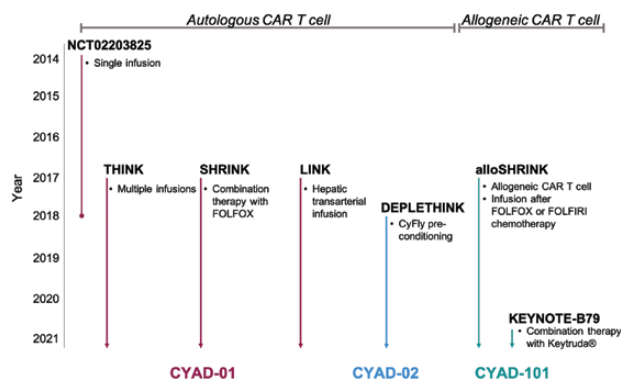 Autologous CAR T cell
Allogeneic CAR T cell
NCT02203825
• Single infusion
Year
2014
2015
2016
2017
2018
2019
2020
2021
THINK
• Multiple infusions
SHRINK
• Combination
therapy with
FOLFOX
LINK
• Hepatic
transarterial
infusion
DEPLETHINK
• CyFly pre-
conditioning
alloSHRINK
• Allogeneic CAR T cell
• Infusion after
FOLFOX or FOLFIRI
chemotherapy
KEYNOTE-B79
• Combination therapy
with Keytruda®
CYAD-01
CYAD-02
CYAD-101